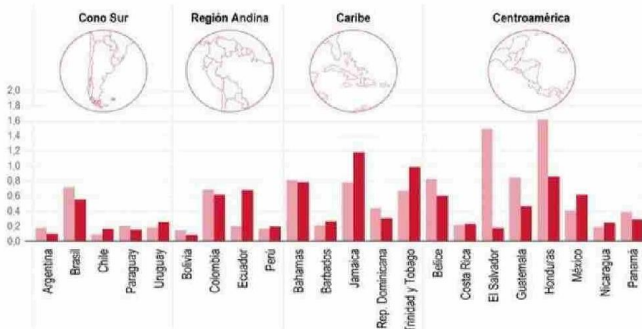 Cono Sur
Región Andina
Caribe
Centroamèrica
2,0
1,8
1,6
1,4
1,2
1,0
0,8
0,6
0,4
0,2
0,0
Argentina
Brasil
Chile
Paraguay
Uruguay
Bolivia
Colombia
Ecuador
Perú
Bahamas
Barbados
Jamaica
Rep. Dominicana
Trinidad y Tobago
Belice
Costa Rica
El Salvador
Guatemala
Honduras
México
Nicaragua
Panamá